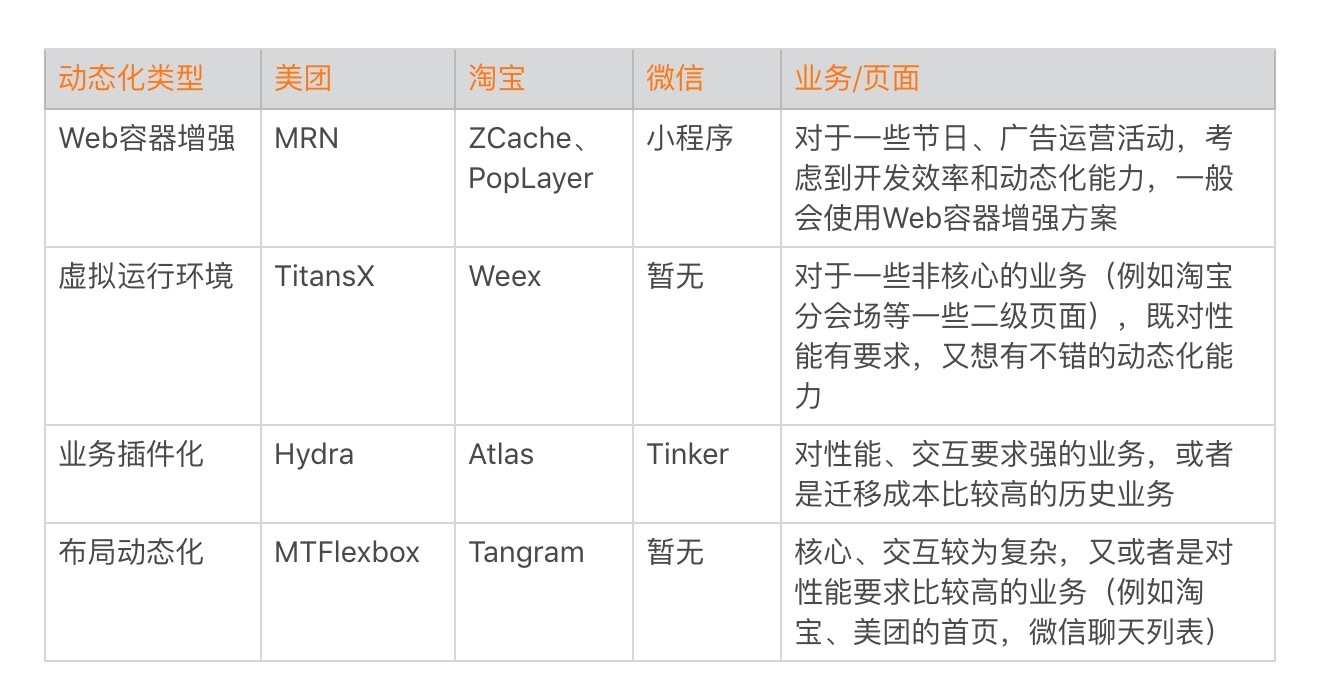 动态化类型
美团
淘宝
微信
业务/页面
Web容器增强
MRN
ZCache、
PopLayer
小程序
对于一些节日、广告运营活动，考
虑到开发效率和动态化能力，一般
会使用Web容器增强方案
虚拟运行环境
TitansX
Weex
暂无
对于一些非核心的业务（例如淘宝
分会场等一些二级页面），既对性
能有要求，又想有不错的动态化能
力
业务插件化
Hydra
Atlas
Tinker
对性能、交互要求强的业务，或者
是迁移成本比较高的历史业务
布局动态化
MTFlexbox
Tangram
暂无
核心、交互较为复杂，又或者是对
性能要求比较高的业务（例如淘
宝、美团的首页，微信聊天列表）